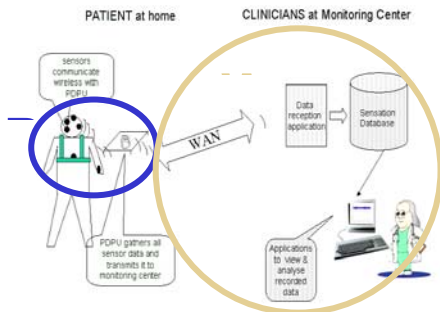 PATIENT at home
CLINICIANS at Monitoring Center
sensors
communicate
wireless with
PDPU
Data
reception
application
Sensation
Database
WAN
PDPU gathers all
sensor data and
transmits it to
monitoring center
Applications
to view &
analyse
recorded
data